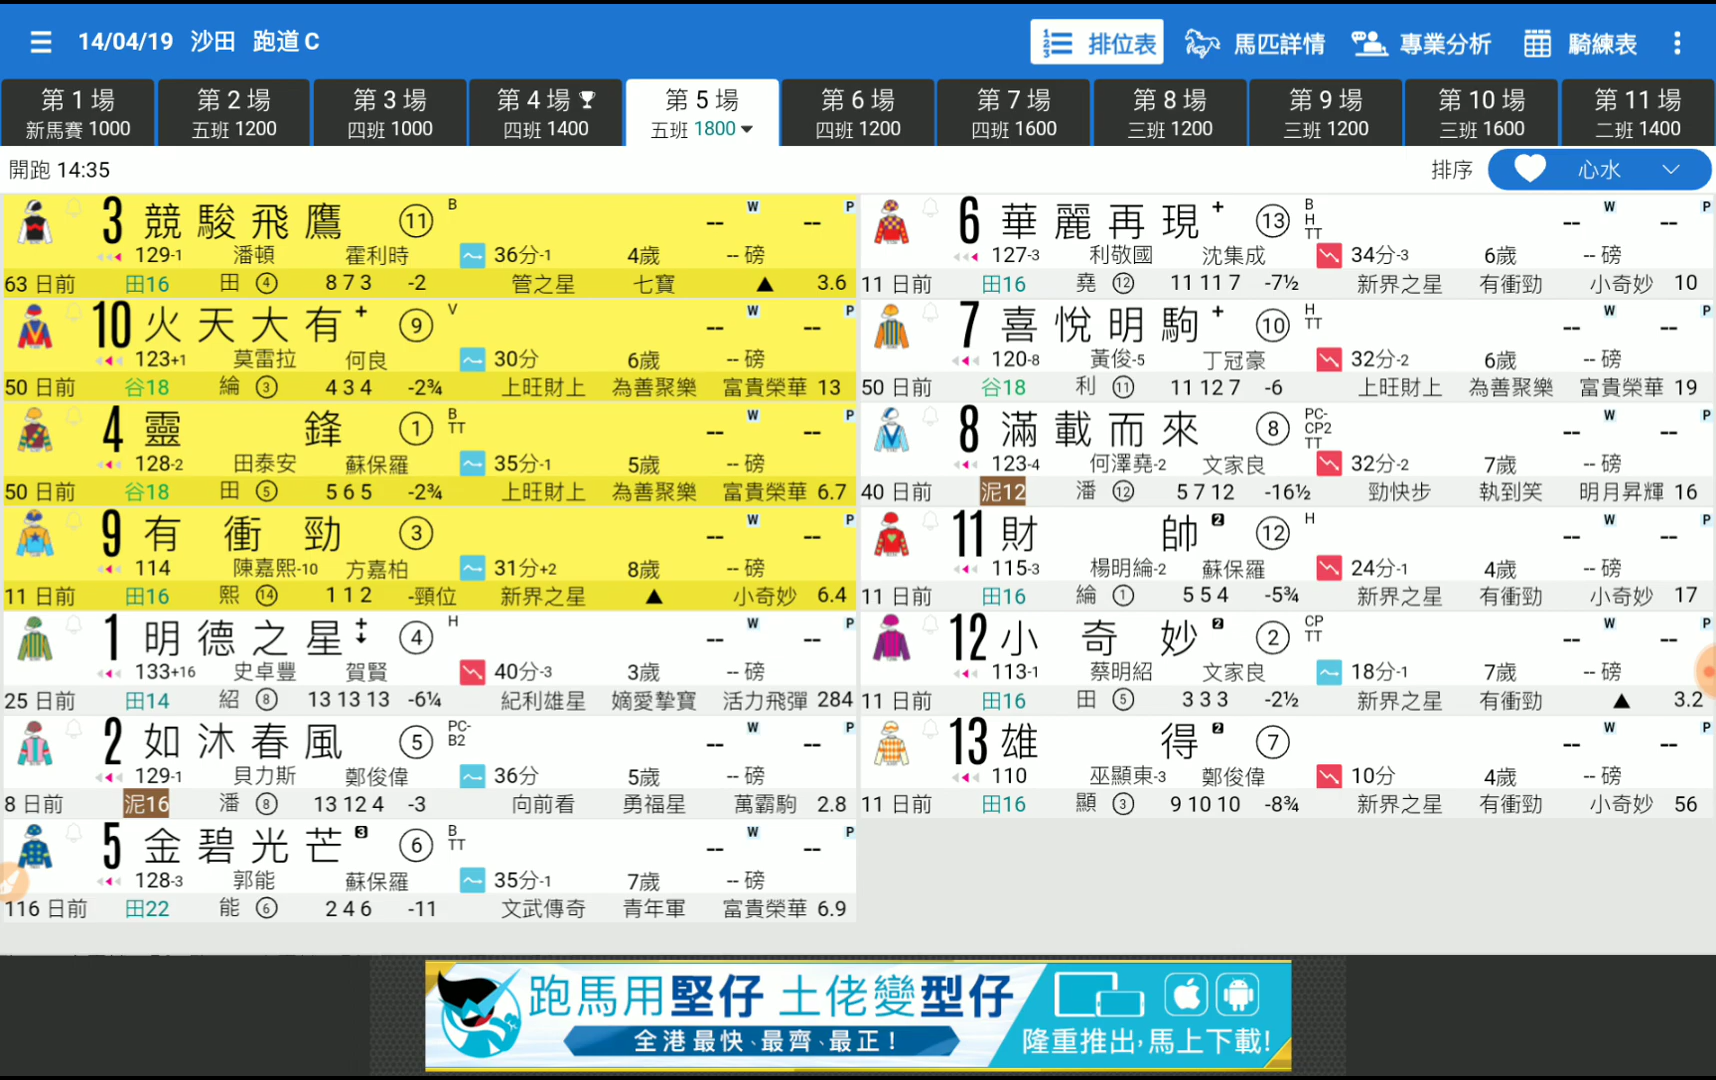 14/04/19 沙田 跑道 C
排位表 馬匹詳情 專業分析 騎練表
第 1 場 第 2 場 第 3 場 第 4 場 第 5 場 第 6 場 第 7 場 第 8 場 第 9 場 第 10 場 第 11 場
新馬賽 1000 五班 1200 四班 1000 四班 1400 五班 1800 四班 1200 四班 1600 三班 1200 三班 1200 三班 1600 二班 1400
開跑 14:35 排序 心水
3 競駿飛鷹 11 B -- W -- P
129-1 潘頓 霍利時 36分-1 4歲 -- 磅
63 日前 田16 田 4 8 7 3 -2 管之星 七寶 ▲ 3.6
10 火天大有+ 9 V -- W -- P
123+1 莫雷拉 何良 30分 6歲 -- 磅
50 日前 谷18 綸 3 4 3 4 -2¾ 上旺財上 為善聚樂 富貴榮華 13
4 靈鋒 1 B TT -- W -- P
128-2 田泰安 蘇保羅 35分-1 5歲 -- 磅
50 日前 谷18 田 5 5 6 5 -2¾ 上旺財上 為善聚樂 富貴榮華 6.7
9 有衝勁 3 -- W -- P
114 陳嘉熙-10 方嘉柏 31分+2 8歲 -- 磅
11 日前 田16 熙 14 1 1 2 -頸位 新界之星 ▲ 小奇妙 6.4
1 明德之星 4 H -- W -- P
133+16 史卓豐 賀賢 40分-3 3歲 -- 磅
25 日前 田14 紹 8 13 13 13 -6¼ 紀利雄星 嫡愛摯寶 活力飛彈 284
2 如沐春風 5 PC- B2 -- W -- P
129-1 貝力斯 鄭俊偉 36分 5歲 -- 磅
8 日前 泥16 潘 8 13 12 4 -3 向前看 勇福星 萬霸駒 2.8
5 金碧光芒 3 6 B TT -- W -- P
128-3 郭能 蘇保羅 35分-1 7歲 -- 磅
116 日前 田22 能 6 2 4 6 -11 文武傳奇 青年軍 富貴榮華 6.9
6 華麗再現+ 13 B H TT -- W -- P
127-3 利敬國 沈集成 34分-3 6歲 -- 磅
11 日前 田16 堯 12 11 11 7 -7½ 新界之星 有衝勁 小奇妙 10
7 喜悅明駒+ 10 H TT -- W -- P
120-8 黃俊-5 丁冠豪 32分-2 6歲 -- 磅
50 日前 谷18 利 11 11 12 7 -6 上旺財上 為善聚樂 富貴榮華 19
8 滿載而來 8 PC- CP2 TT -- W -- P
123-4 何澤堯-2 文家良 32分-2 7歲 -- 磅
40 日前 泥12 潘 12 5 7 12 -16½ 勁快步 執到笑 明月昇輝 16
11 財帥 2 12 H -- W -- P
115-3 楊明綸-2 蘇保羅 24分-1 4歲 -- 磅
11 日前 田16 綸 1 5 5 4 -5¾ 新界之星 有衝勁 小奇妙 17
12 小奇妙 2 2 CP TT -- W -- P
113-1 蔡明紹 文家良 18分-1 7歲 -- 磅
11 日前 田16 田 5 3 3 3 -2½ 新界之星 有衝勁 ▲ 3.2
13 雄得 2 7 -- W -- P
110 巫顯東-3 鄭俊偉 10分 4歲 -- 磅
11 日前 田16 顯 3 9 10 10 -8¾ 新界之星 有衝勁 小奇妙 56
跑馬用堅仔 土佬變型仔
全港最快、最齊、最正！
隆重推出，馬上下載！